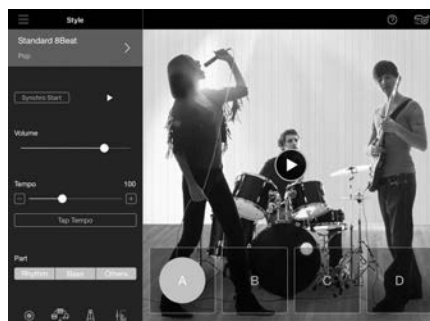 Style
Standard 8Beat
Pop
Synchro Start
Volume
Tempo 100
Tap Tempo
Part
Rhythm Bass Others
A B C D